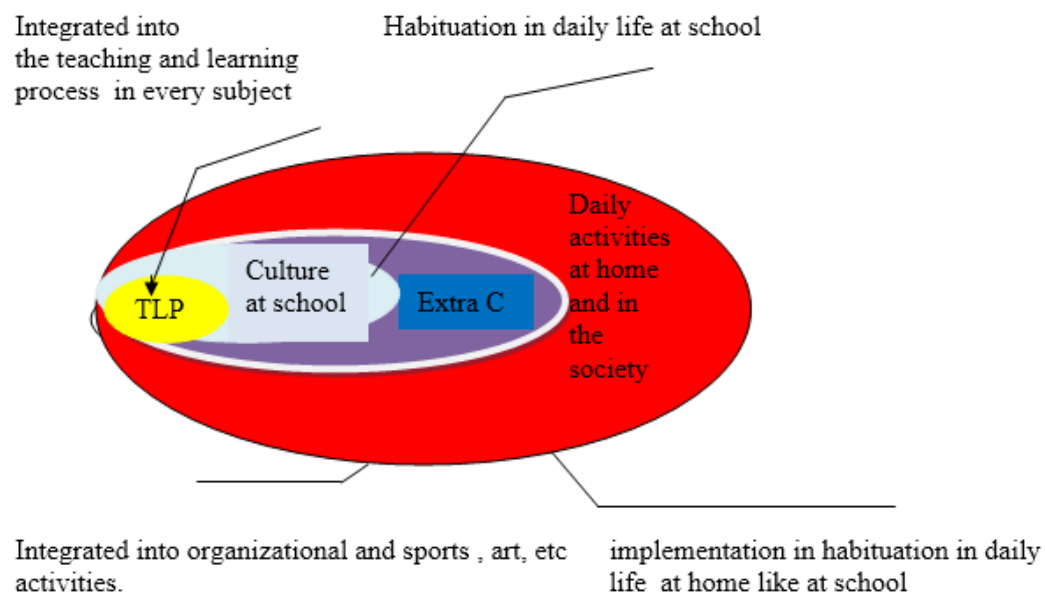 Integrated into
the teaching and learning
process in every subject
Habituation in daily life at school
Daily
activities
at home
and in
the
society
Culture
at school
TLP
Extra C
Integrated into organizational and sports , art, etc
activities.
implementation in habituation in daily
life at home like at school